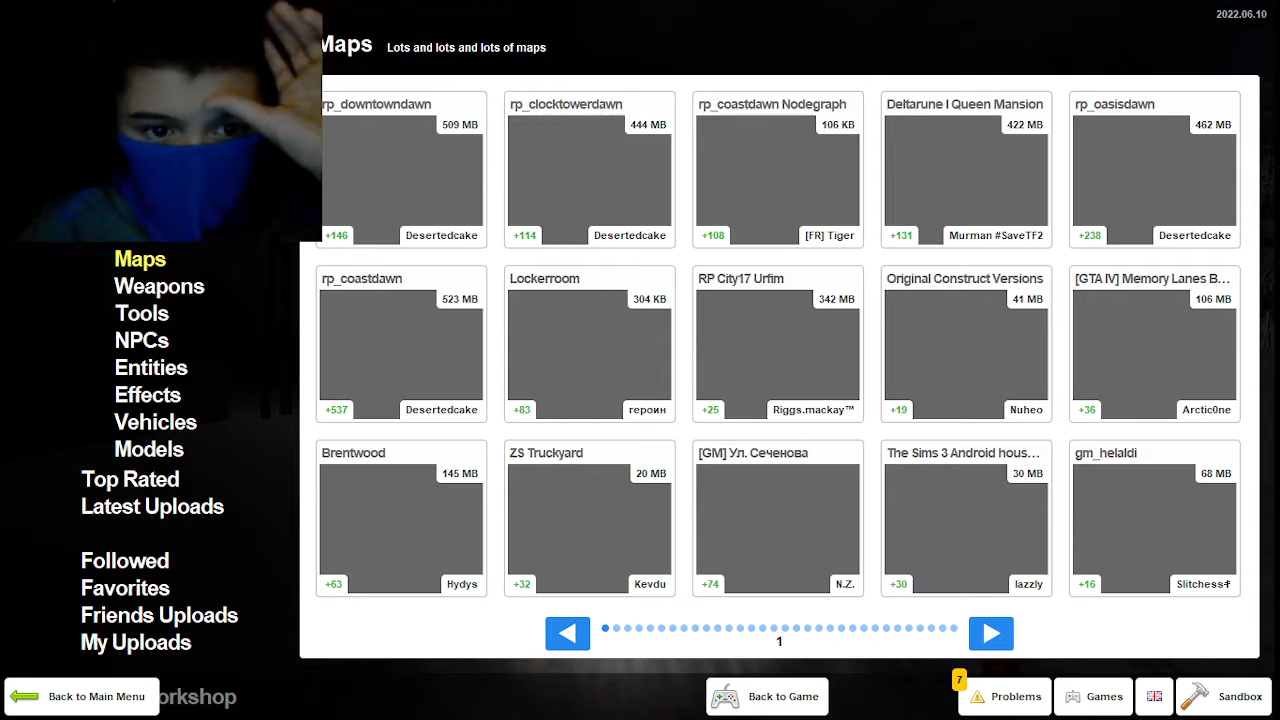 2022.06.10
Maps Lots and lots and lots of maps
rp_downtowndawn
509 MB
+146 Desertedcake
rp_clocktowerdawn
444 MB
+114 Desertedcake
rp_coastdawn Nodegraph
106 KB
+108 [FR] Tiger
Deltarune | Queen Mansion
422 MB
+131 Murman #SaveTF2
rp_oasisdawn
462 MB
+238 Desertedcake
rp_coastdawn
523 MB
+537 Desertedcake
Lockerroom
304 KB
+83 героин
RP City17 Urfim
342 MB
+25 Riggs.mackay™
Original Construct Versions
41 MB
+19 Nuheo
[GTA IV] Memory Lanes B...
106 MB
+36 Arctic0ne
Brentwood
145 MB
+63 Hydys
ZS Truckyard
20 MB
+32 Kevdu
[GM] Ул. Сеченова
+74 N.Z.
The Sims 3 Android hous...
30 MB
+30 lazzly
gm_helaldi
68 MB
+16 Slitchess✟
Maps
Weapons
Tools
NPCs
Entities
Effects
Vehicles
Models
Top Rated
Latest Uploads
Followed
Favorites
Friends Uploads
My Uploads
1
Back to Main Menu
orkshop
Back to Game
7
Problems
Games
Sandbox